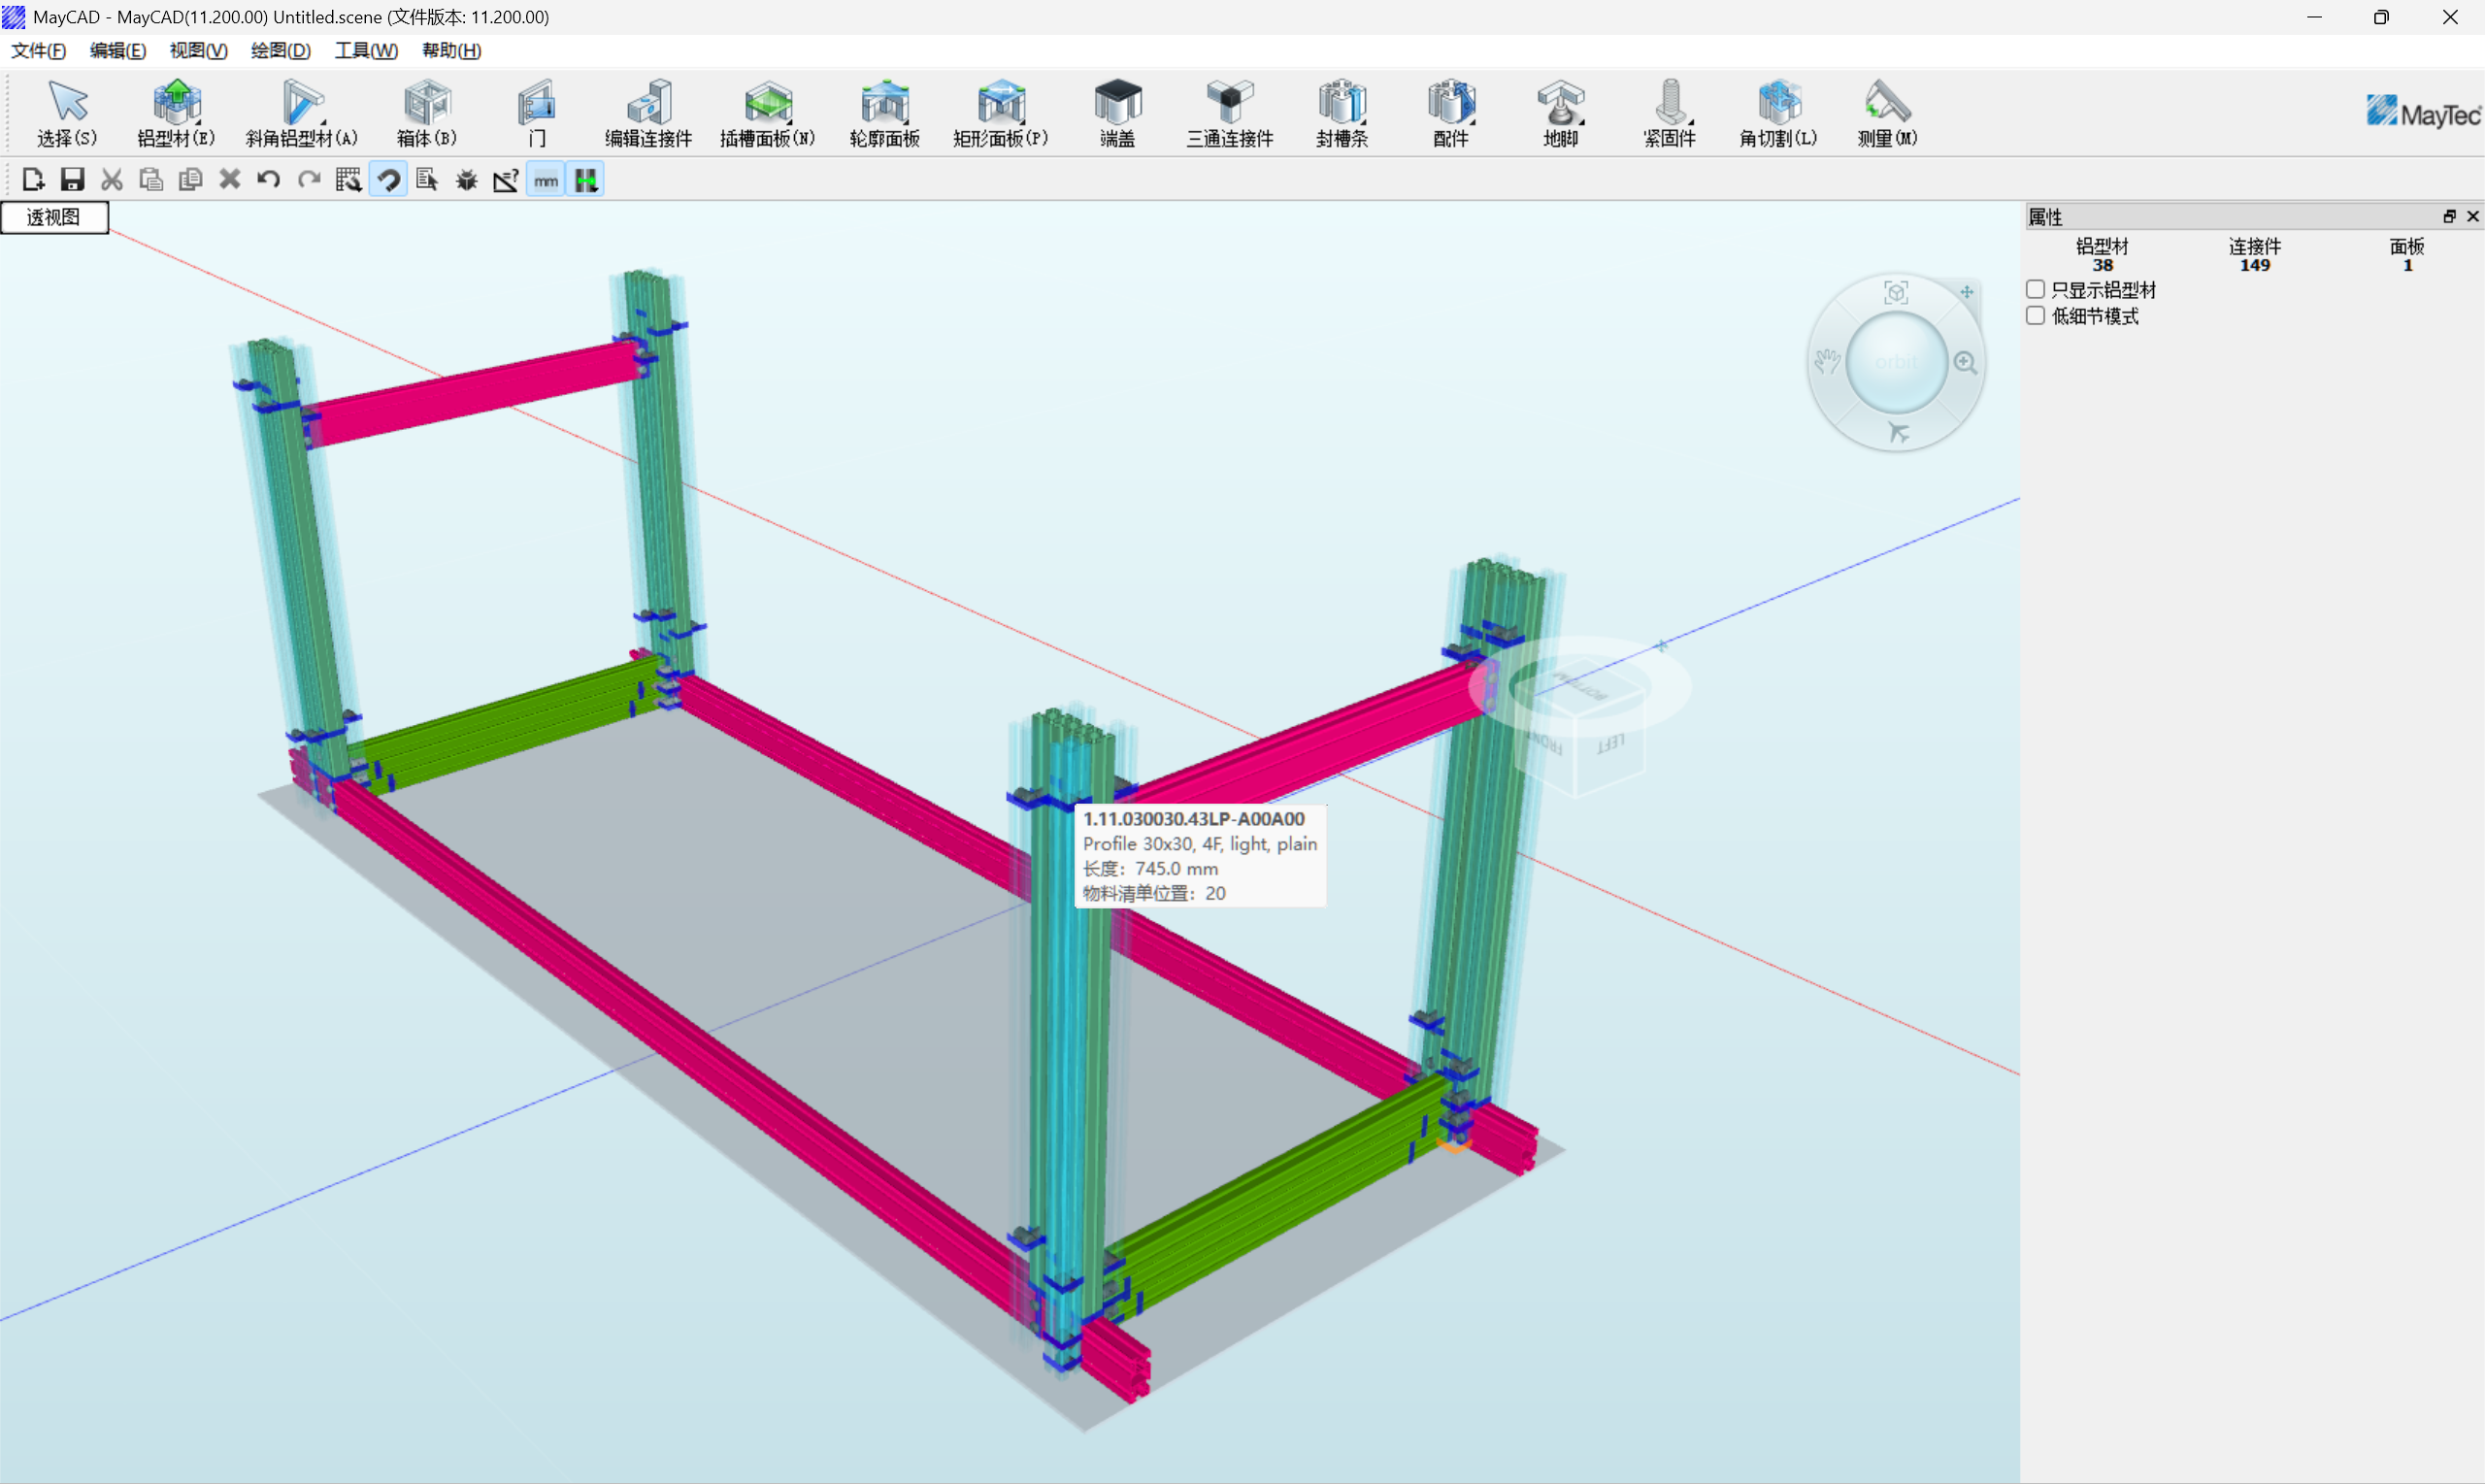 MayCAD - MayCAD(11.200.00) Untitled.scene (文件版本: 11.200.00)
文件(F) 编辑(E) 视图(V) 绘图(D) 工具(W) 帮助(H)
选择(S) 铝型材(E) 斜角铝型材(A) 箱体(B) 门 编辑连接件 插槽面板(N) 轮廓面板 矩形面板(P) 端盖 三通连接件 封槽条 配件 地脚 紧固件 角切割(L) 测量(M)
MayTec
mm
透视图
属性
铝型材 连接件 面板
38 149 1
只显示铝型材
低细节模式
orbit
BOTTOM
FRONT LEFT
1.11.030030.43LP-A00A00
Profile 30x30, 4F, light, plain
长度：745.0 mm
物料清单位置：20